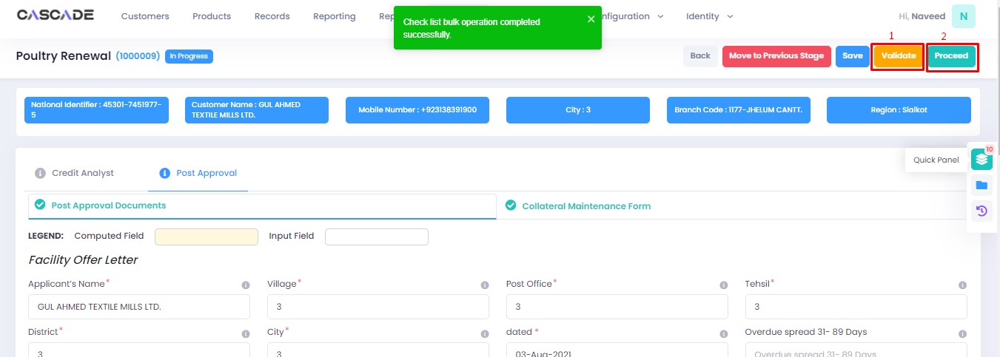 CASCADE
Customers
Products
Records
Reporting
Rep
nfiguration
Identity
Hi, Naveed
N
Check list bulk operation completed
successfully.
1
2
Poultry Renewal (1000009) In Progress
Back
Move to Previous Stage
Save
Validate
Proceed
National Identifier : 45301-7451977-
5
Customer Name : GUL AHMED
TEXTILE MILLS LTD.
Mobile Number : +923138391900
City : 3
Branch Code : 1177-JHELUM CANTT.
Region : Sialkot
10
Quick Panel
Credit Analyst
Post Approval
Post Approval Documents
Collateral Maintenance Form
LEGEND: Computed Field Input Field
Facility Offer Letter
Applicant's Name*
Village*
Post Office*
Tehsil*
GUL AHMED TEXTILE MILLS LTD.
3
3
3
District*
City*
dated *
Overdue spread 31- 89 Days
3
3
03-Aug-2021
Overdue spread 31- 89 Days